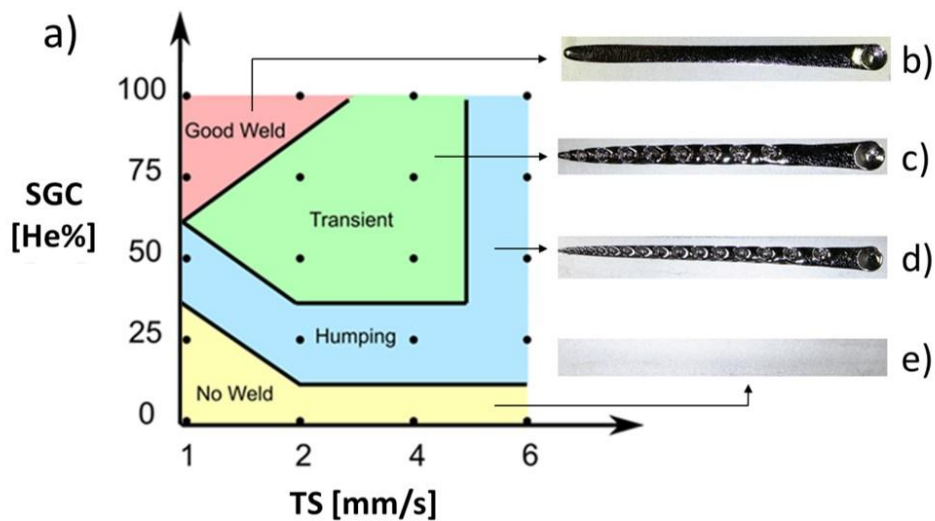 a)
100
75
50
25
0
SGC
[He%]
Good Weld
Transient
Humping
No Weld
1
2
4
6
TS [mm/s]
b)
c)
d)
e)